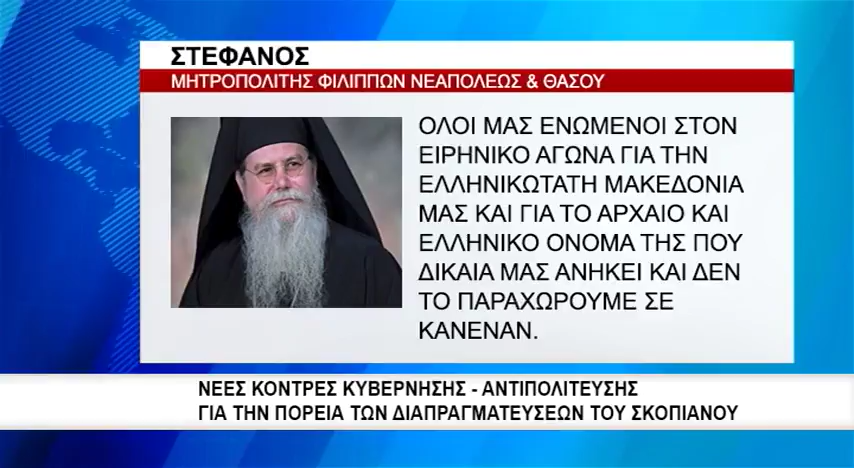 ΣΤΕΦΑΝΟΣ
ΜΗΤΡΟΠΟΛΙΤΗΣ ΦΙΛΙΠΠΩΝ ΝΕΑΠΟΛΕΩΣ & ΘΑΣΟΥ
ΟΛΟΙ ΜΑΣ ΕΝΩΜΕΝΟΙ ΣΤΟΝ
ΕΙΡΗΝΙΚΟ ΑΓΩΝΑ ΓΙΑ ΤΗΝ
ΕΛΛΗΝΙΚΩΤΑΤΗ ΜΑΚΕΔΟΝΙΑ
ΜΑΣ ΚΑΙ ΓΙΑ ΤΟ ΑΡΧΑΙΟ ΚΑΙ
ΕΛΛΗΝΙΚΟ ΟΝΟΜΑ ΤΗΣ ΠΟΥ
ΔΙΚΑΙΑ ΜΑΣ ΑΝΗΚΕΙ ΚΑΙ ΔΕΝ
ΤΟ ΠΑΡΑΧΩΡΟΥΜΕ ΣΕ
ΚΑΝΕΝΑΝ.
ΝΕΕΣ ΚΟΝΤΡΕΣ ΚΥΒΕΡΝΗΣΗΣ - ΑΝΤΙΠΟΛΙΤΕΥΣΗΣ
ΓΙΑ ΤΗΝ ΠΟΡΕΙΑ ΤΩΝ ΔΙΑΠΡΑΓΜΑΤΕΥΣΕΩΝ ΤΟΥ ΣΚΟΠΙΑΝΟΥ